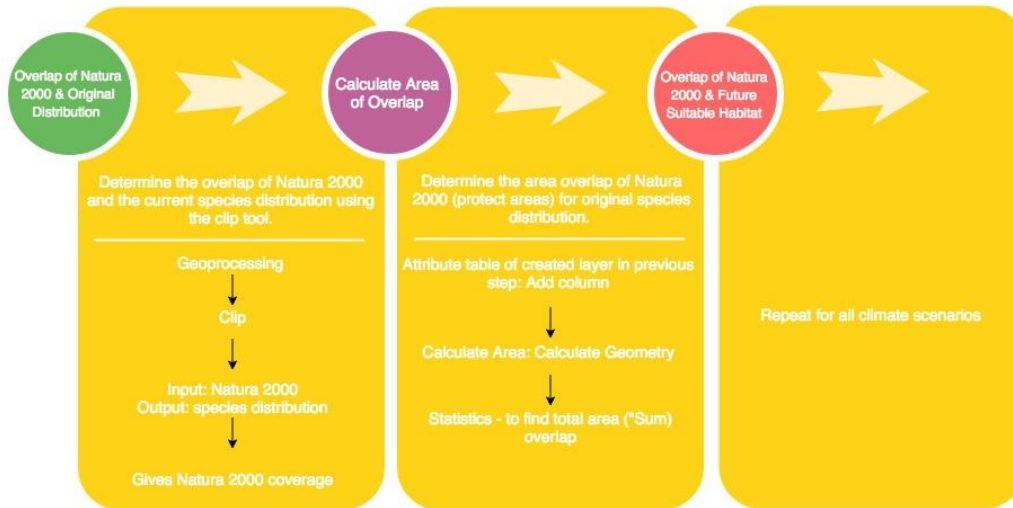 Overlap of Natura
2000 & Original
Distribution
Calculate Area
of Overlap
Overlap of Natura
2000 & Future
Suitable Habitat
Determine the overlap of Natura 2000
and the current species distribution using
the clip tool.
Geoprocessing
Clip
Input: Natura 2000
Output: species distribution
Gives Natura 2000 coverage
Determine the area overlap of Natura
2000 (protect areas) for original species
distribution.
Attribute table of created layer in previous
step: Add column
Calculate Area: Calculate Geometry
Statistics - to find total area ("Sum)
overlap
Repeat for all climate scenarios